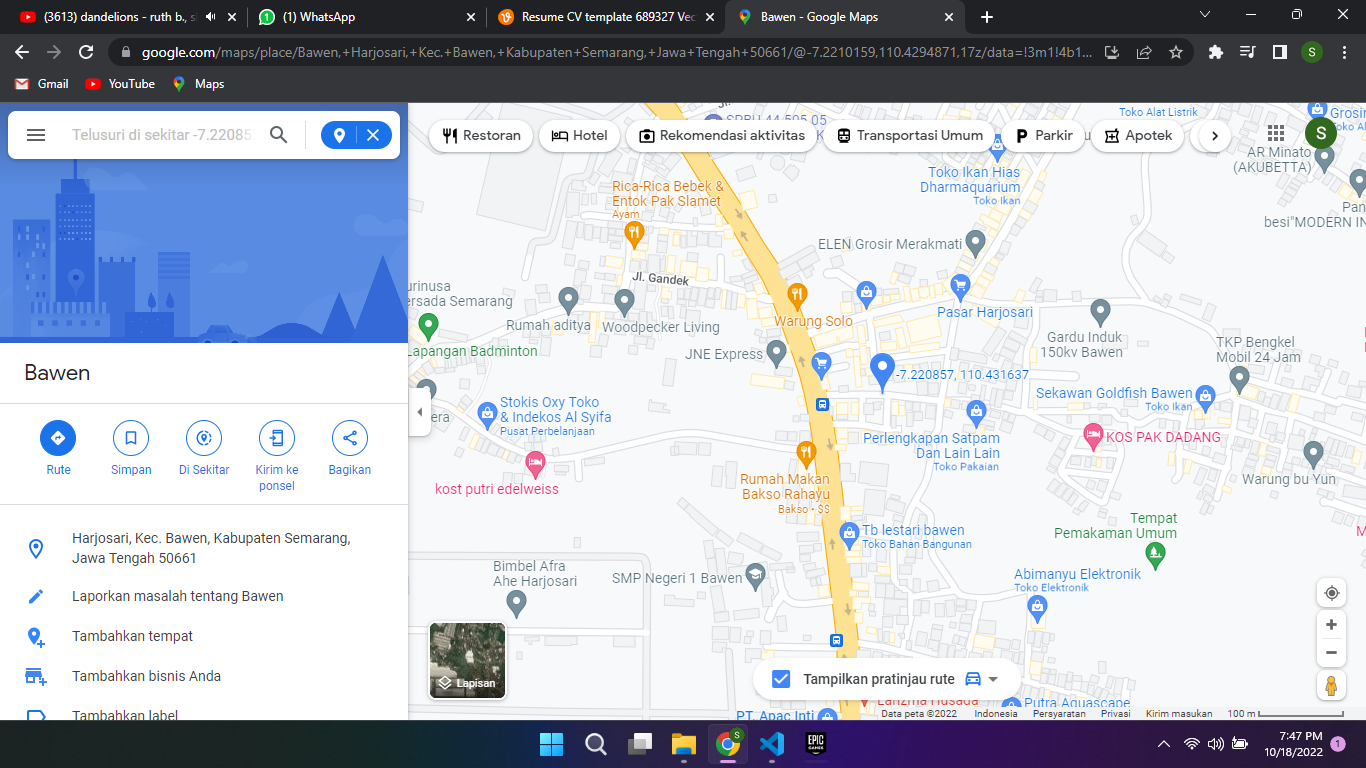 (3613) dandelions - ruth b., s
(1) WhatsApp
Resume CV template 689327 Vec
Bawen - Google Maps
google.com/maps/place/Bawen,+Harjosari,+Kec.+Bawen,+Kabupaten+Semarang,+Jawa+Tengah+50661/@-7.2210159,110.4294871,17z/data=!3m1!4b1...
S
Gmail
YouTube
Maps
Telusuri di sekitar -7.220857
Restoran
Hotel
Rekomendasi aktivitas
Transportasi Umum
Parkir
Apotek
S
Bawen
Rute
Simpan
Di Sekitar
Kirim ke
ponsel
Bagikan
Harjosari, Kec. Bawen, Kabupaten Semarang,
Jawa Tengah 50661
Laporkan masalah tentang Bawen
Tambahkan tempat
Tambahkan bisnis Anda
Tambahkan label
SPBU 44.505.05
Toko Alat Listrik
Grosir
Toko Al
AR Minato
(AKUBETTA)
Pan
besi"MODERN IN
Toko Ikan Hias
Dharmaquarium
Toko Ikan
Rica-Rica Bebek &
Entok Pak Slamet
Ayam
ELEN Grosir Merakmati
Jl. Gandek
urinusa
ersada Semarang
Rumah aditya
Woodpecker Living
Warung Solo
Pasar Harjosari
Gardu Induk
150kv Bawen
TKP Bengkel
Mobil 24 Jam
Lapangan Badminton
JNE Express
-7.220857, 110.431637
Sekawan Goldfish Bawen
Toko Ikan
era
Stokis Oxy Toko
& Indekos Al Syifa
Pusat Perbelanjaan
Perlengkapan Satpam
Dan Lain Lain
Toko Pakaian
KOS PAK DADANG
kost putri edelweiss
Rumah Makan
Bakso Rahayu
Bakso • $$
Warung bu Yun
Tb lestari bawen
Toko Bahan Bangunan
Tempat
Pemakaman Umum
M
Bimbel Afra
Ahe Harjosari
SMP Negeri 1 Bawen
Abimanyu Elektronik
Toko Elektronik
Lapisan
Tampilkan pratinjau rute
Larizma Husada
Putra Aquascape
PT. Apac Inti
Data peta ©2022
Indonesia
Persyaratan
Privasi
Kirim masukan
100 m
S
EPIC
GAMES
7:47 PM
10/18/2022
1